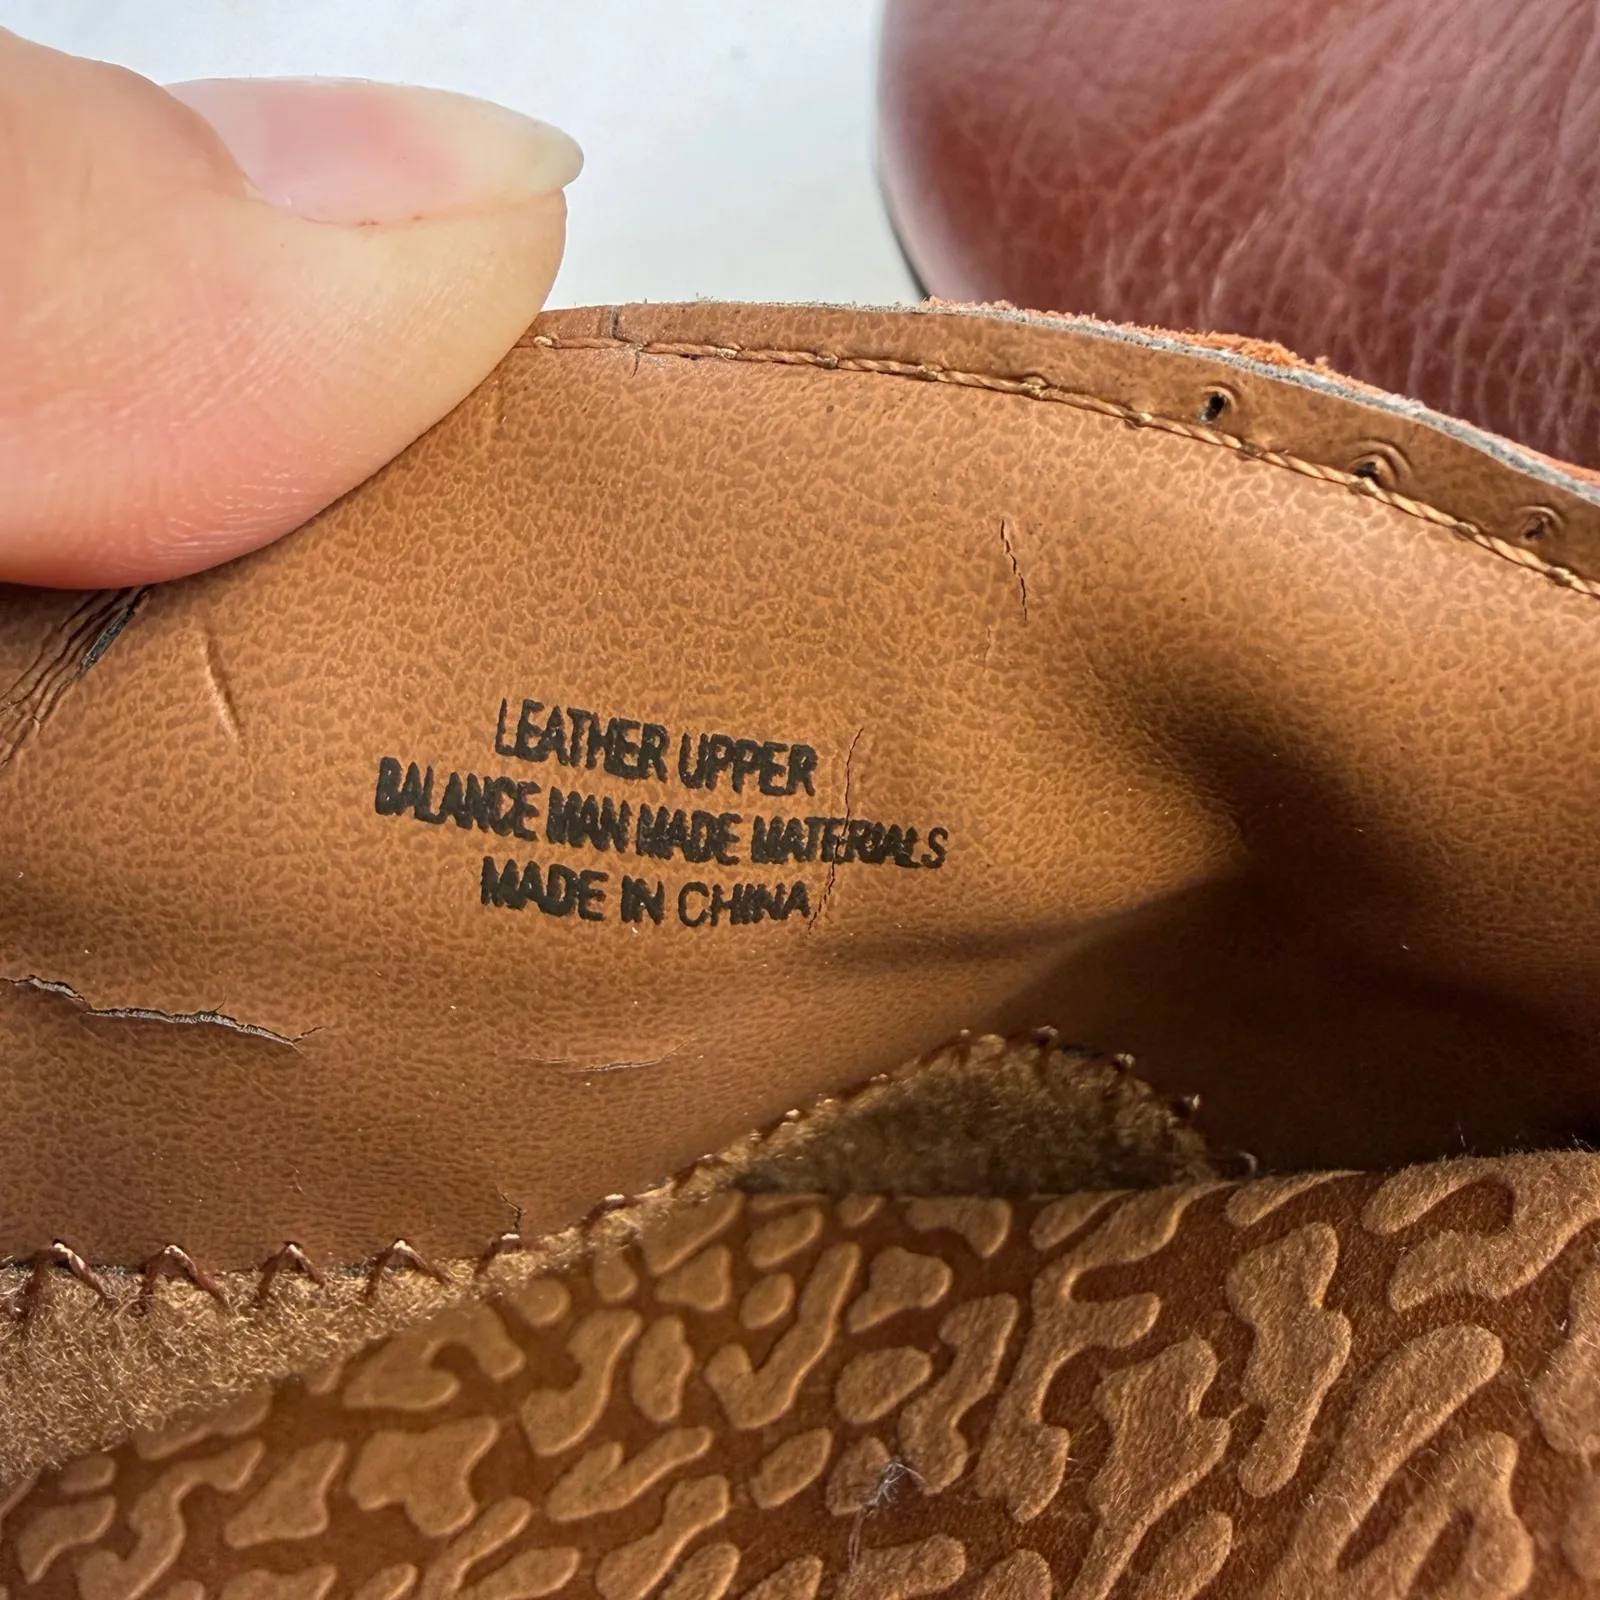 LEATHER UPPER
BALANCE MAN MADE MATERIALS
MADE IN CHINA